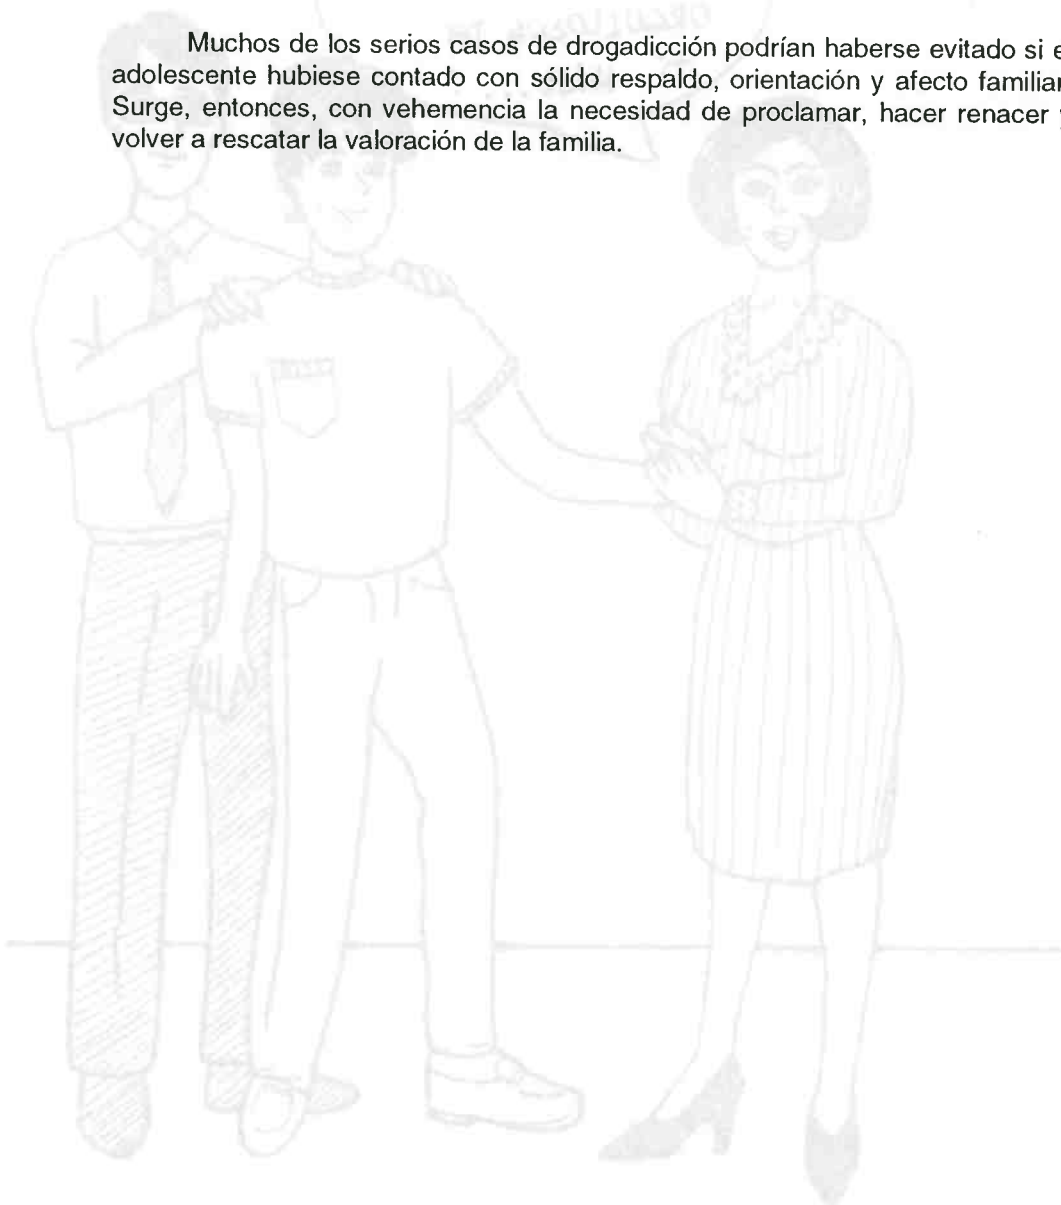 Muchos de los serios casos de drogadicción podrían haberse evitado si e
adolescente hubiese contado con sólido respaldo, orientación y afecto familiar
Surge, entonces, con vehemencia la necesidad de proclamar, hacer renacer
volver a rescatar la valoración de la familia.